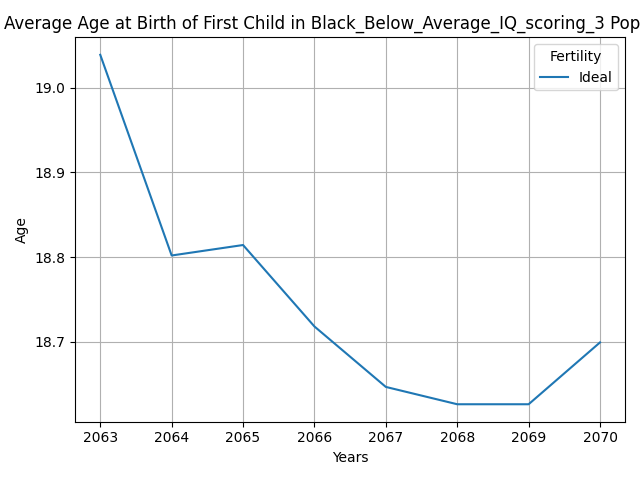 Average Age at Birth of First Child in Black_Below_Average_IQ_scoring_3 Pop
Fertility
Ideal
19.0
18.9
18.8
18.7
Age
2063 2064 2065 2066 2067 2068 2069 2070
Years